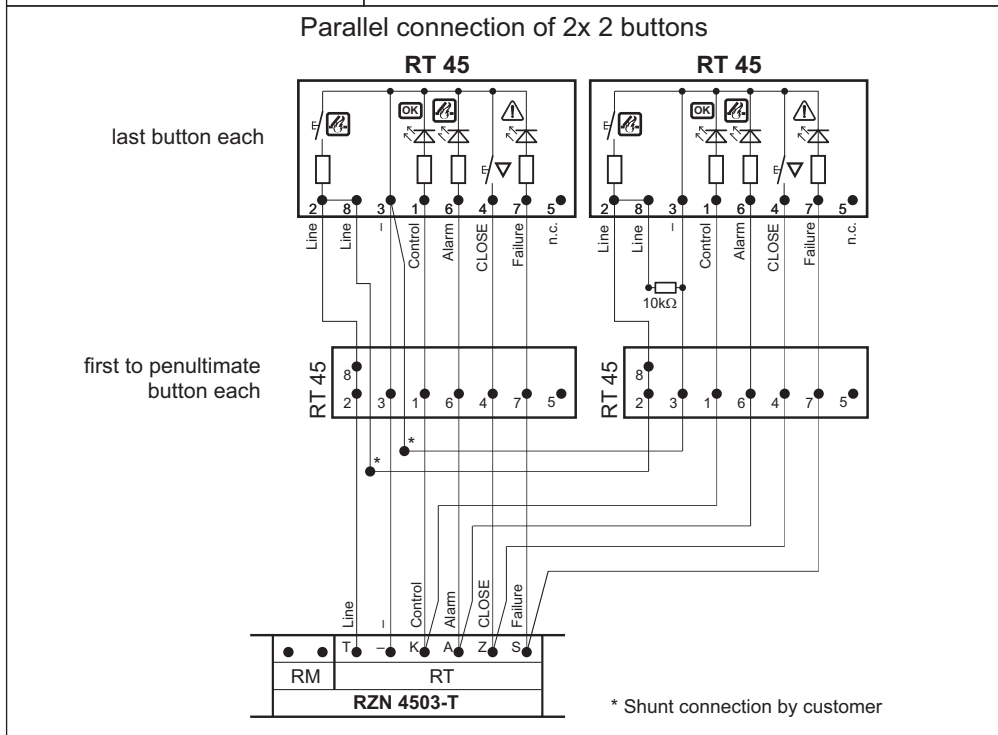 Parallel connection of 2x 2 buttons
RT 45 RT 45
last button each
OK OK
2 8 3 1 6 4 7 5 2 8 3 1 6 4 7 5
Line Line – Control Alarm CLOSE Failure n.c. Line Line – Control Alarm CLOSE Failure n.c.
10kΩ
first to penultimate
button each
RT 45 RT 45
8 8
2 3 1 6 4 7 5 2 3 1 6 4 7 5
* 
*
Line – Control Alarm CLOSE Failure
T – K A Z S
RM RT
RZN 4503-T
* Shunt connection by customer